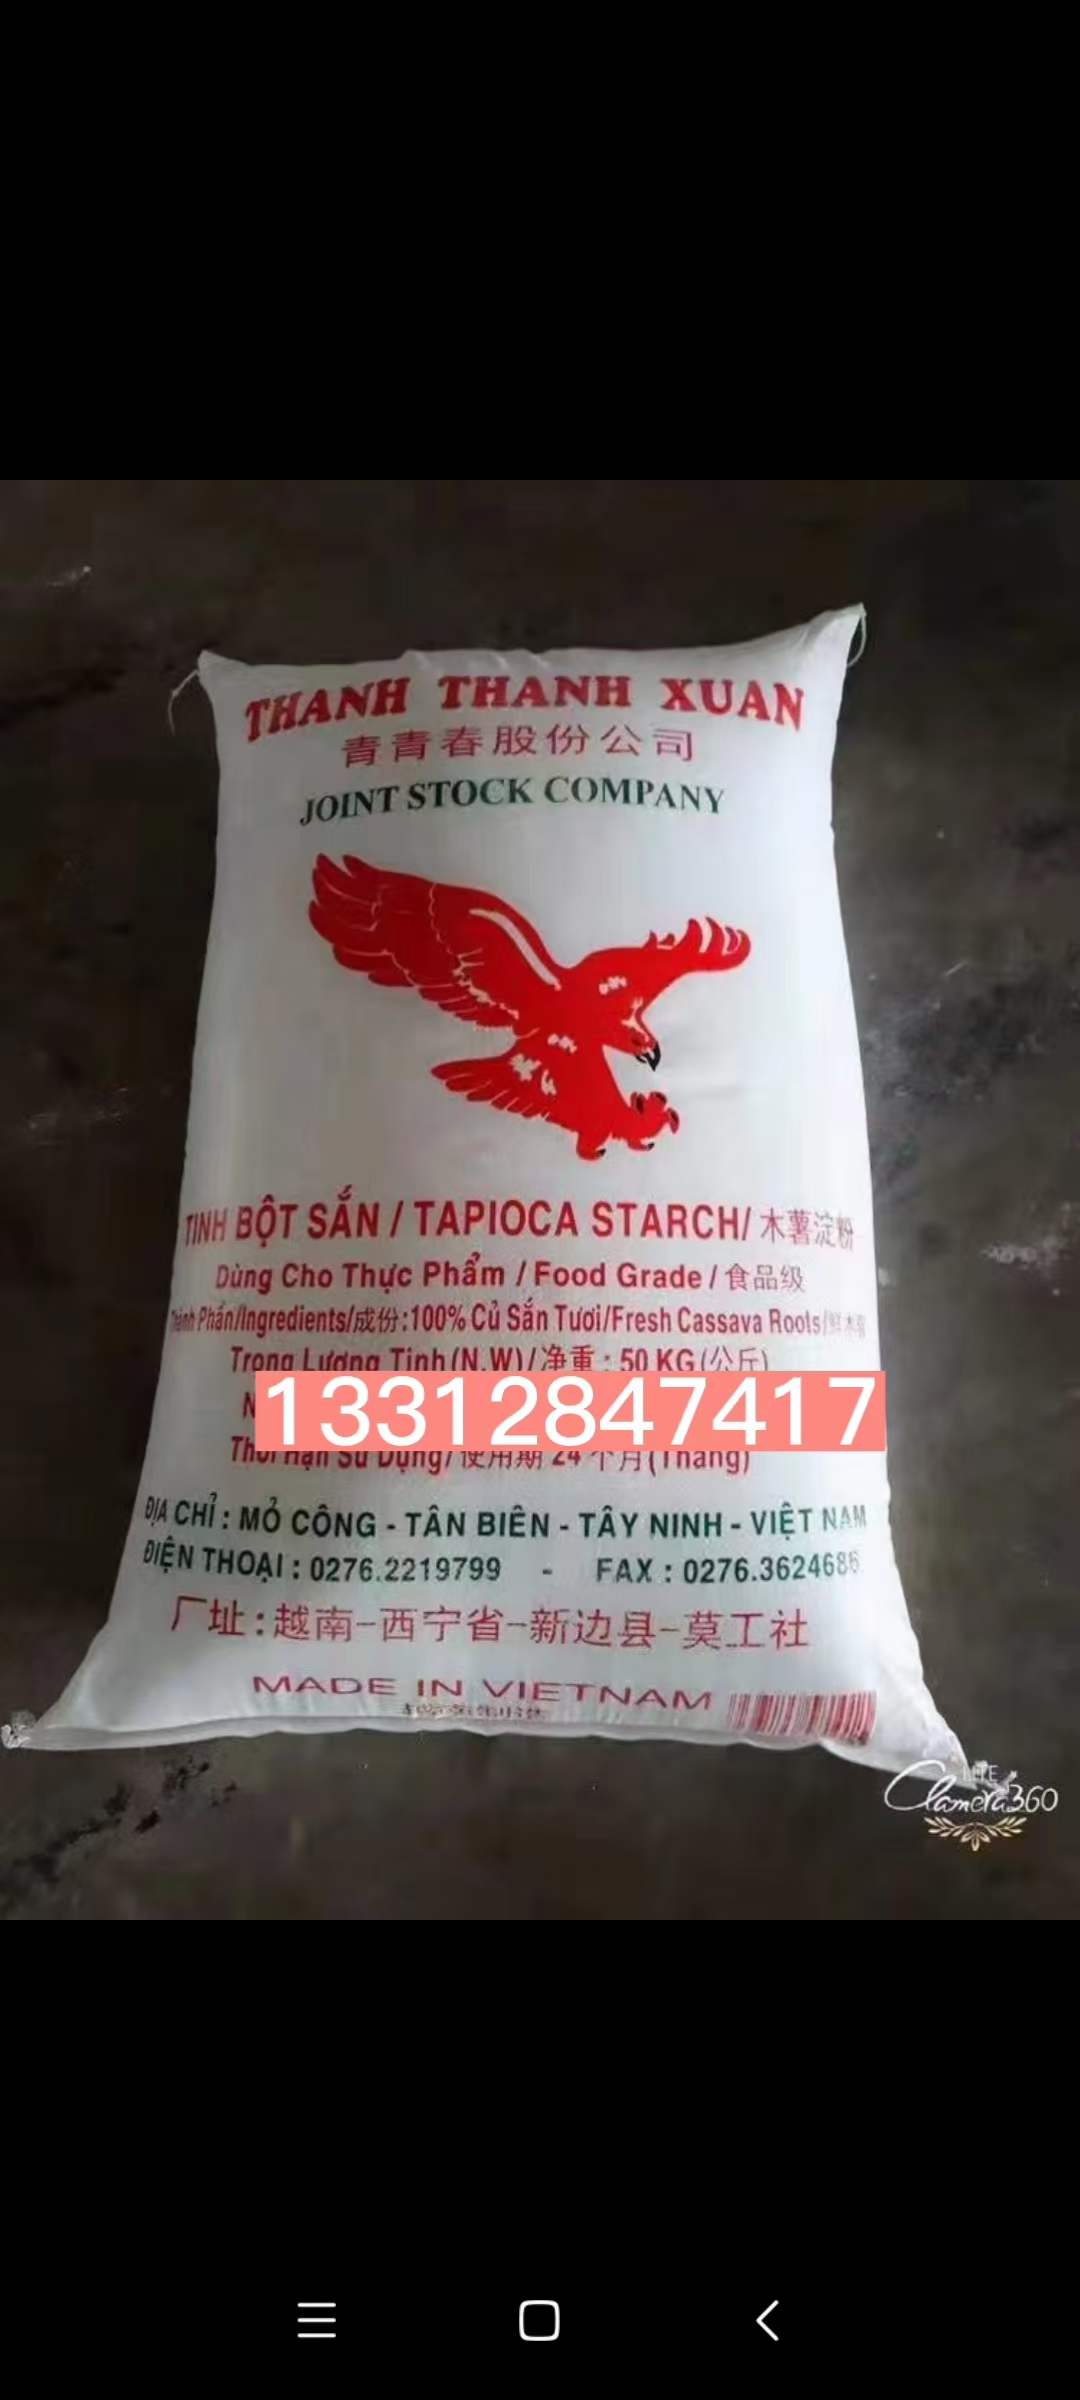 THANH THANH XUAN
青青春股份公司
JOINT STOCK COMPANY
TINH BỘT SẮN / TAPIOCA STARCH/ 木薯淀粉
Dùng Cho Thực Phẩm / Food Grade / 食品级
Thành Phần/Ingredients/成份:100% Củ Sắn Tươi/Fresh Cassava Roots/鲜木薯
Trọng Lượng Tịnh (N.W) / 净重 : 50 KG (公斤)
13312847417
Thời Hạn Sử Dụng/ 使用期 24 个月(Tháng)
ĐỊA CHỈ : MỎ CÔNG - TÂN BIÊN - TÂY NINH - VIỆT NAM
ĐIỆN THOẠI : 0276.2219799 - FAX : 0276.3624686
厂址:越南-西宁省-新边县-莫工社
MADE IN VIETNAM
LITE
Camera360